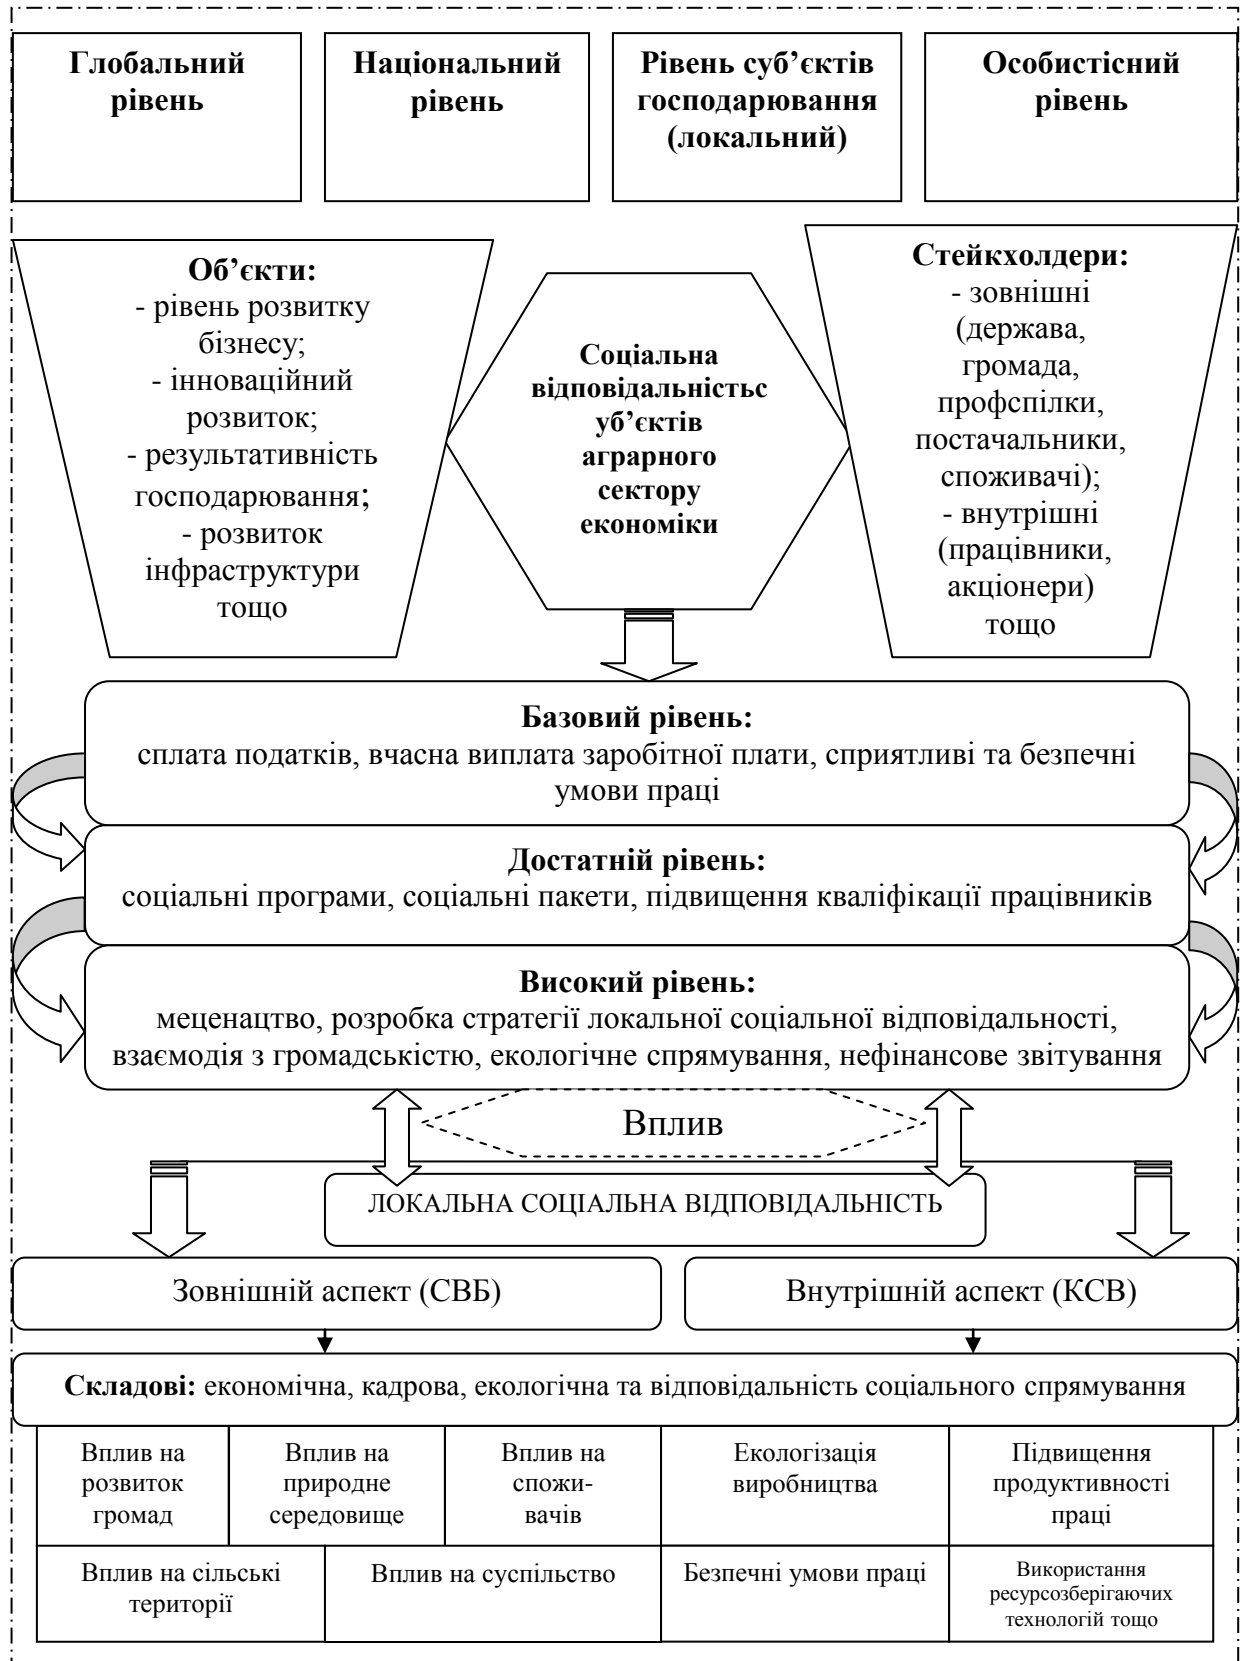 Глобальний
рівень
Національний
рівень
Рівень суб’єктів
господарювання
(локальний)
Особистісний
рівень
Об’єкти:
- рівень розвитку
бізнесу;
- інноваційний
розвиток;
- результативність
господарювання;
- розвиток
інфраструктури
тощо
Соціальна
відповідальністьс
уб’єктів
аграрного
сектору
економіки
Стейкхолдери:
- зовнішні
(держава,
громада,
профспілки,
постачальники,
споживачі);
- внутрішні
(працівники,
акціонери)
тощо
Базовий рівень:
сплата податків, вчасна виплата заробітної плати, сприятливі та безпечні
умови праці
Достатній рівень:
соціальні програми, соціальні пакети, підвищення кваліфікації працівників
Високий рівень:
меценацтво, розробка стратегії локальної соціальної відповідальності,
взаємодія з громадськістю, екологічне спрямування, нефінансове звітування
Вплив
ЛОКАЛЬНА СОЦІАЛЬНА ВІДПОВІДАЛЬНІСТЬ
Зовнішній аспект (СВБ)
Внутрішній аспект (КСВ)
Складові: економічна, кадрова, екологічна та відповідальність соціального спрямування
Вплив на
розвиток
громад
Вплив на
природне
середовище
Вплив на
спожи-
вачів
Екологізація
виробництва
Підвищення
продуктивності
праці
Вплив на сільські
території
Вплив на суспільство
Безпечні умови праці
Використання
ресурсозберігаючих
технологій тощо